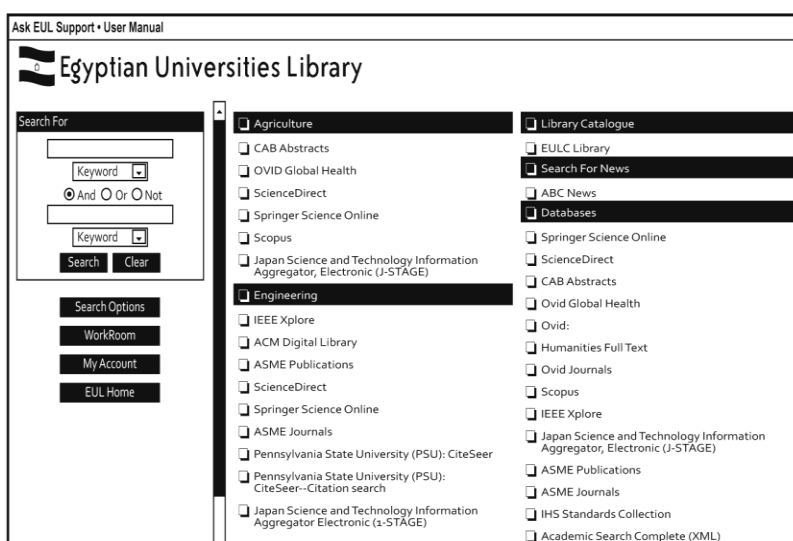 Ask EUL Support • User Manual
Egyptian Universities Library
Search For
Keyword
And Or Not
Keyword
Search Clear
Search Options
WorkRoom
My Account
EUL Home
Agriculture
CAB Abstracts
OVID Global Health
ScienceDirect
Springer Science Online
Scopus
Japan Science and Technology Information
Aggregator, Electronic (J-STAGE)
Engineering
IEEE Xplore
ACM Digital Library
ASME Publications
ScienceDirect
Springer Science Online
ASME Journals
Pennsylvania State University (PSU): CiteSeer
Pennsylvania State University (PSU):
CiteSeer--Citation search
Japan Science and Technology Information
Aggregator Electronic (1-STAGE)
Library Catalogue
EULC Library
Search For News
ABC News
Databases
Springer Science Online
ScienceDirect
CAB Abstracts
Ovid Global Health
Ovid:
Humanities Full Text
Ovid Journals
Scopus
IEEE Xplore
Japan Science and Technology Information
Aggregator, Electronic (J-STAGE)
ASME Publications
ASME Journals
IHS Standards Collection
Academic Search Complete (XML)